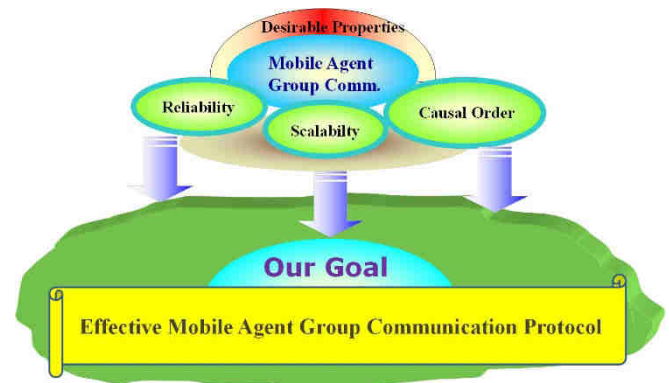 Desirable Properties
Mobile Agent
Group Comm.
Reliability
Scalabilty
Causal Order
Our Goal
Effective Mobile Agent Group Communication Protocol